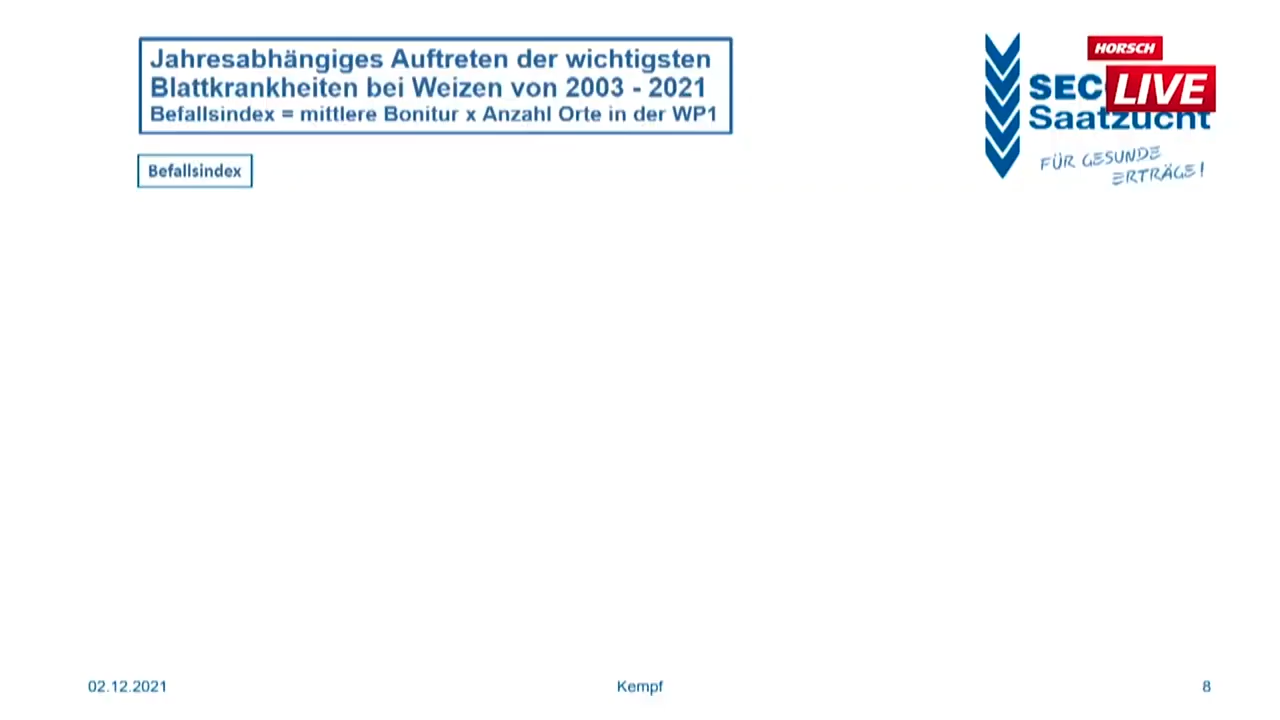 Jahresabhängiges Auftreten der wichtigsten
Blattkrankheiten bei Weizen von 2003 - 2021
Befallsindex = mittlere Bonitur x Anzahl Orte in der WP1
HORSCH
LIVE
SEC
Saatzucht
FÜR GESUNDE
ERTRÄGE!
Befallsindex
02.12.2021
Kempf
8